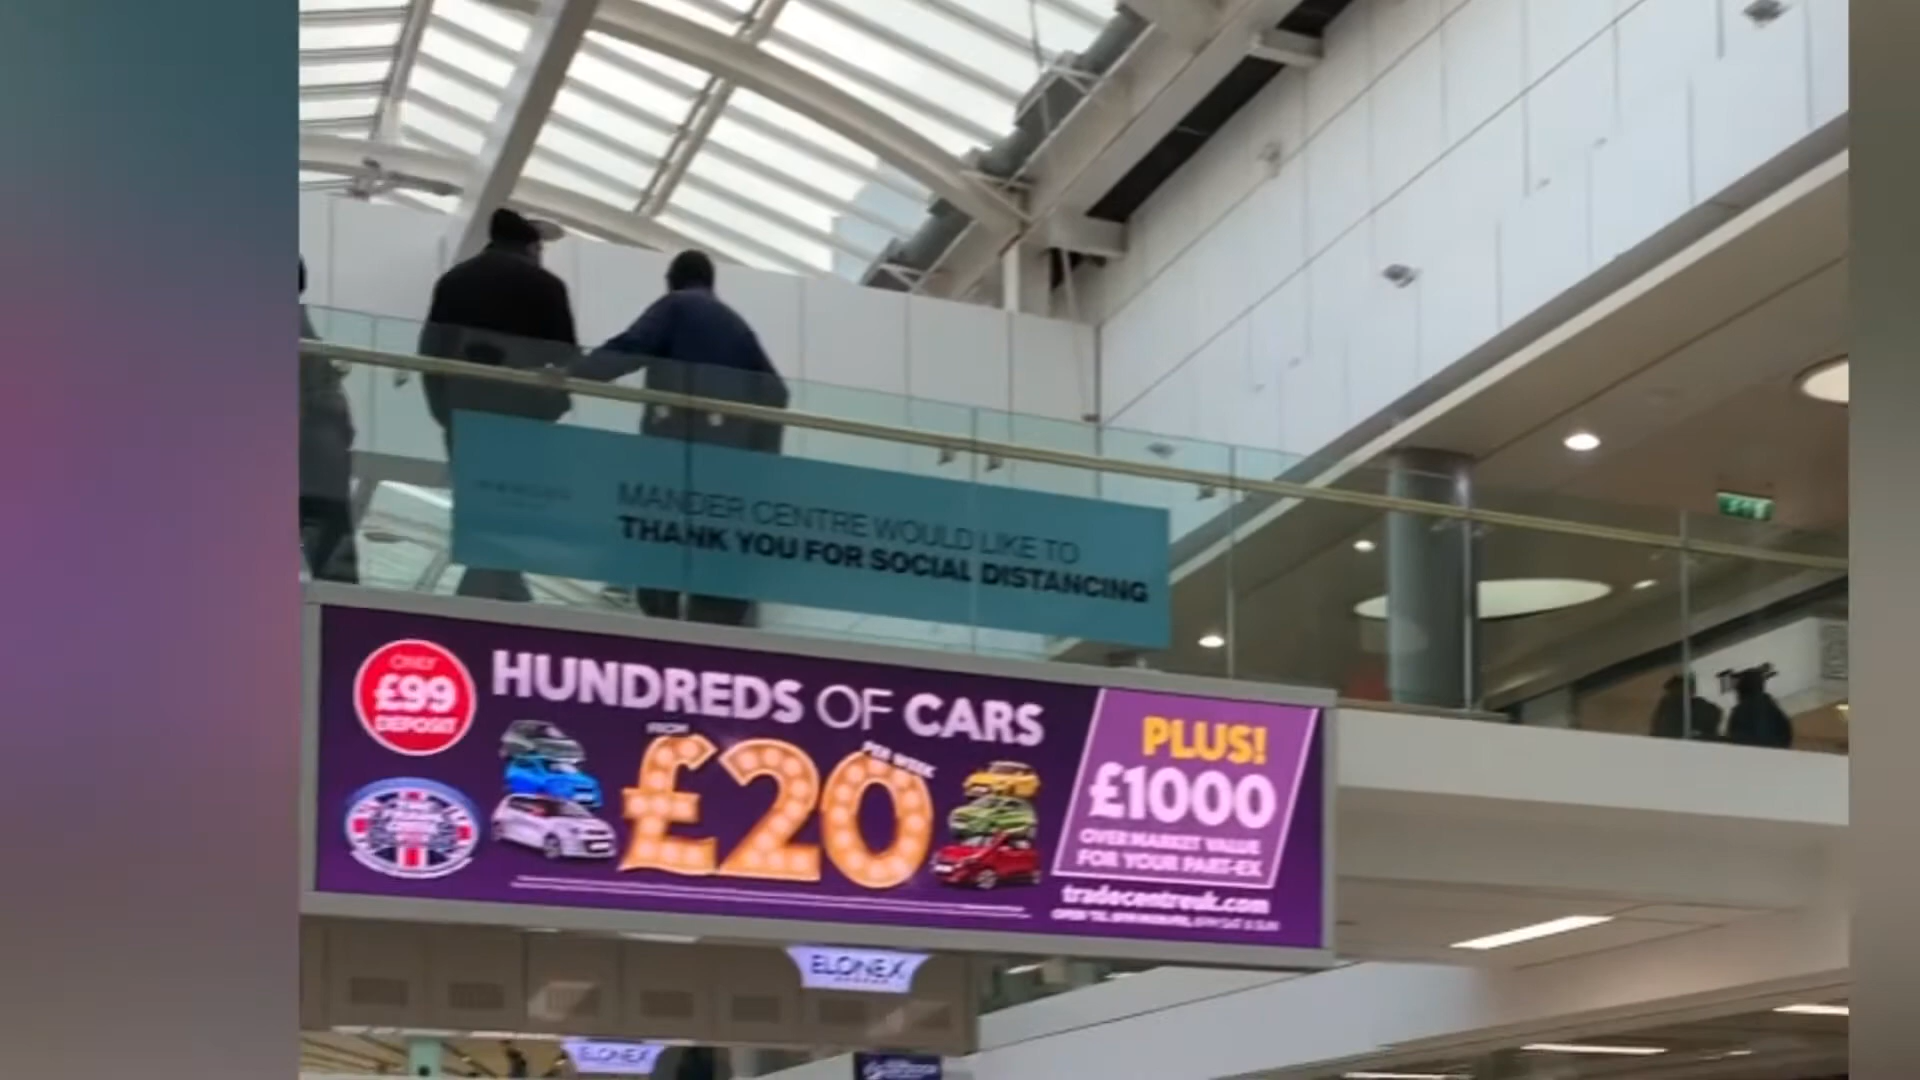 MANDER CENTRE WOULD LIKE TO
THANK YOU FOR SOCIAL DISTANCING
ONLY
£99
DEPOSIT
HUNDREDS OF CARS
FROM
£20
PER WEEK
PLUS!
£1000
OVER MARKET VALUE
FOR YOUR PART-EX
tradecentreuk.com
ELONEX
ELONEX